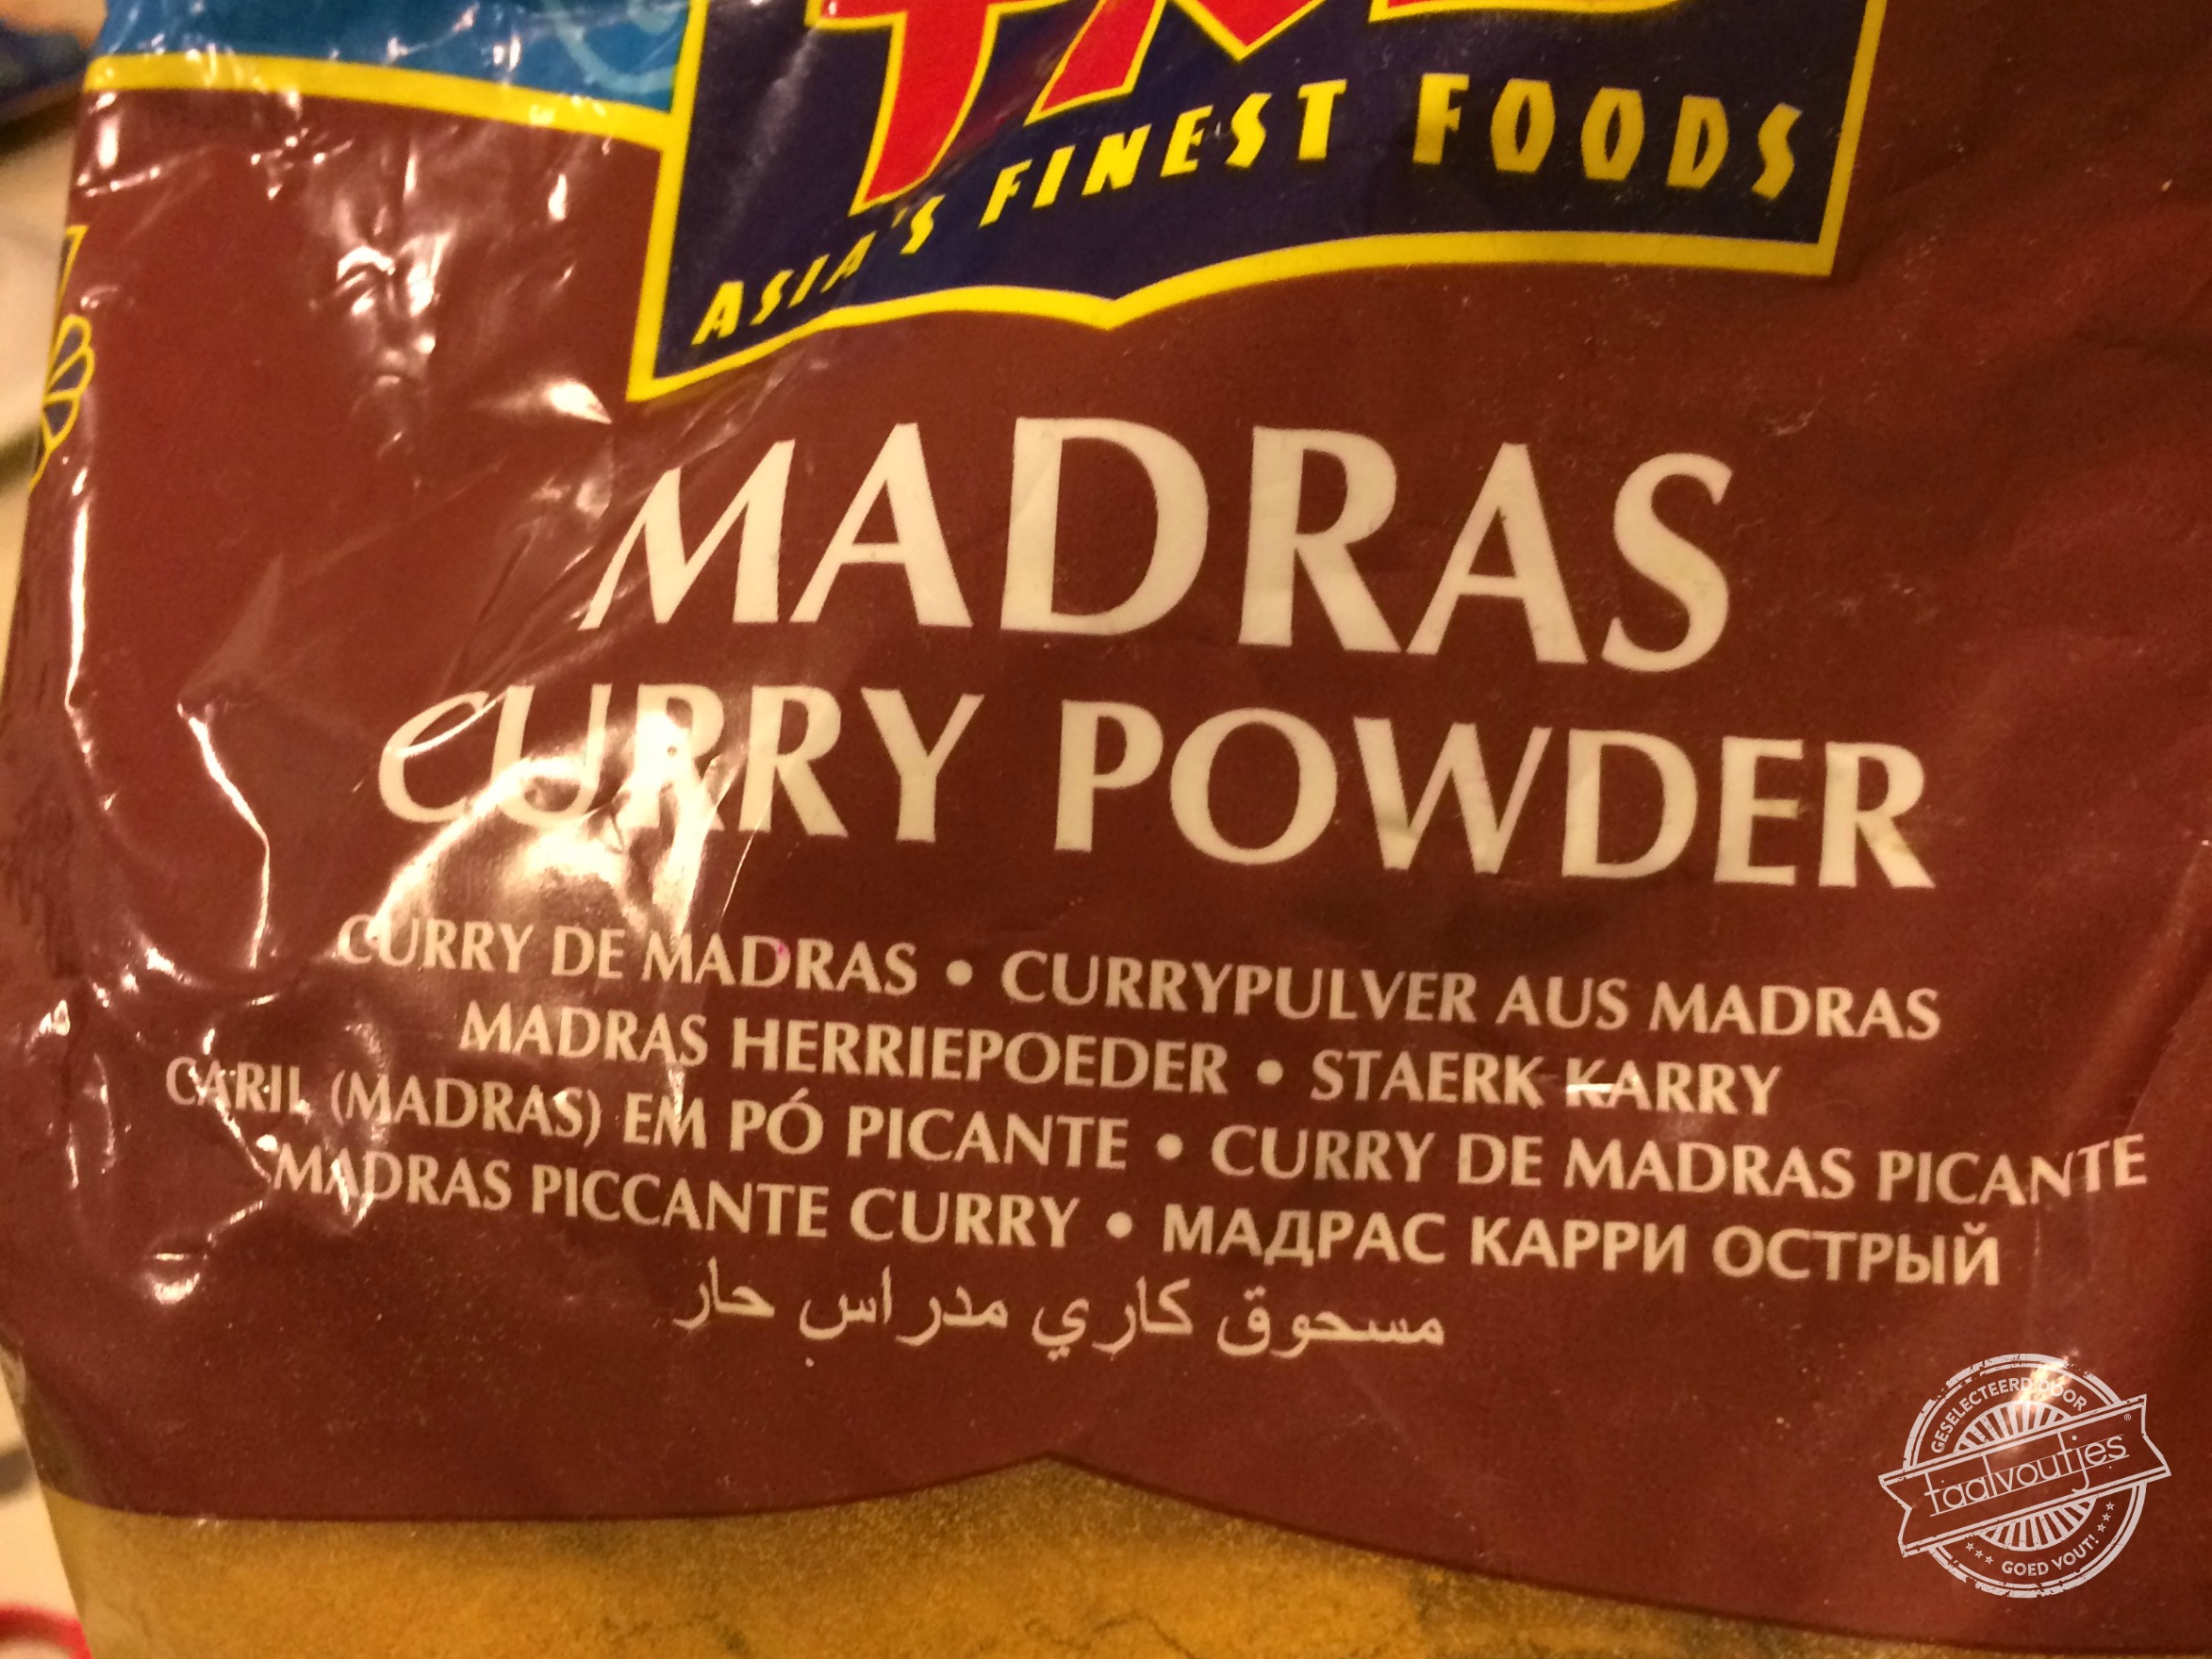 ASIA'S FINEST FOODS
MADRAS
CURRY POWDER
CURRY DE MADRAS • CURRYPULVER AUS MADRAS
MADRAS HERRIEPOEDER • STAERK KARRY
CARIL (MADRAS) EM PÓ PICANTE • CURRY DE MADRAS PICANTE
MADRAS PICCANTE CURRY • МАДРАС КАРРИ ОСТРЫЙ
مسحوق كاري مدراس حار
GESELECTEERD DOOR
taalvoutjes
GOED VOUT!